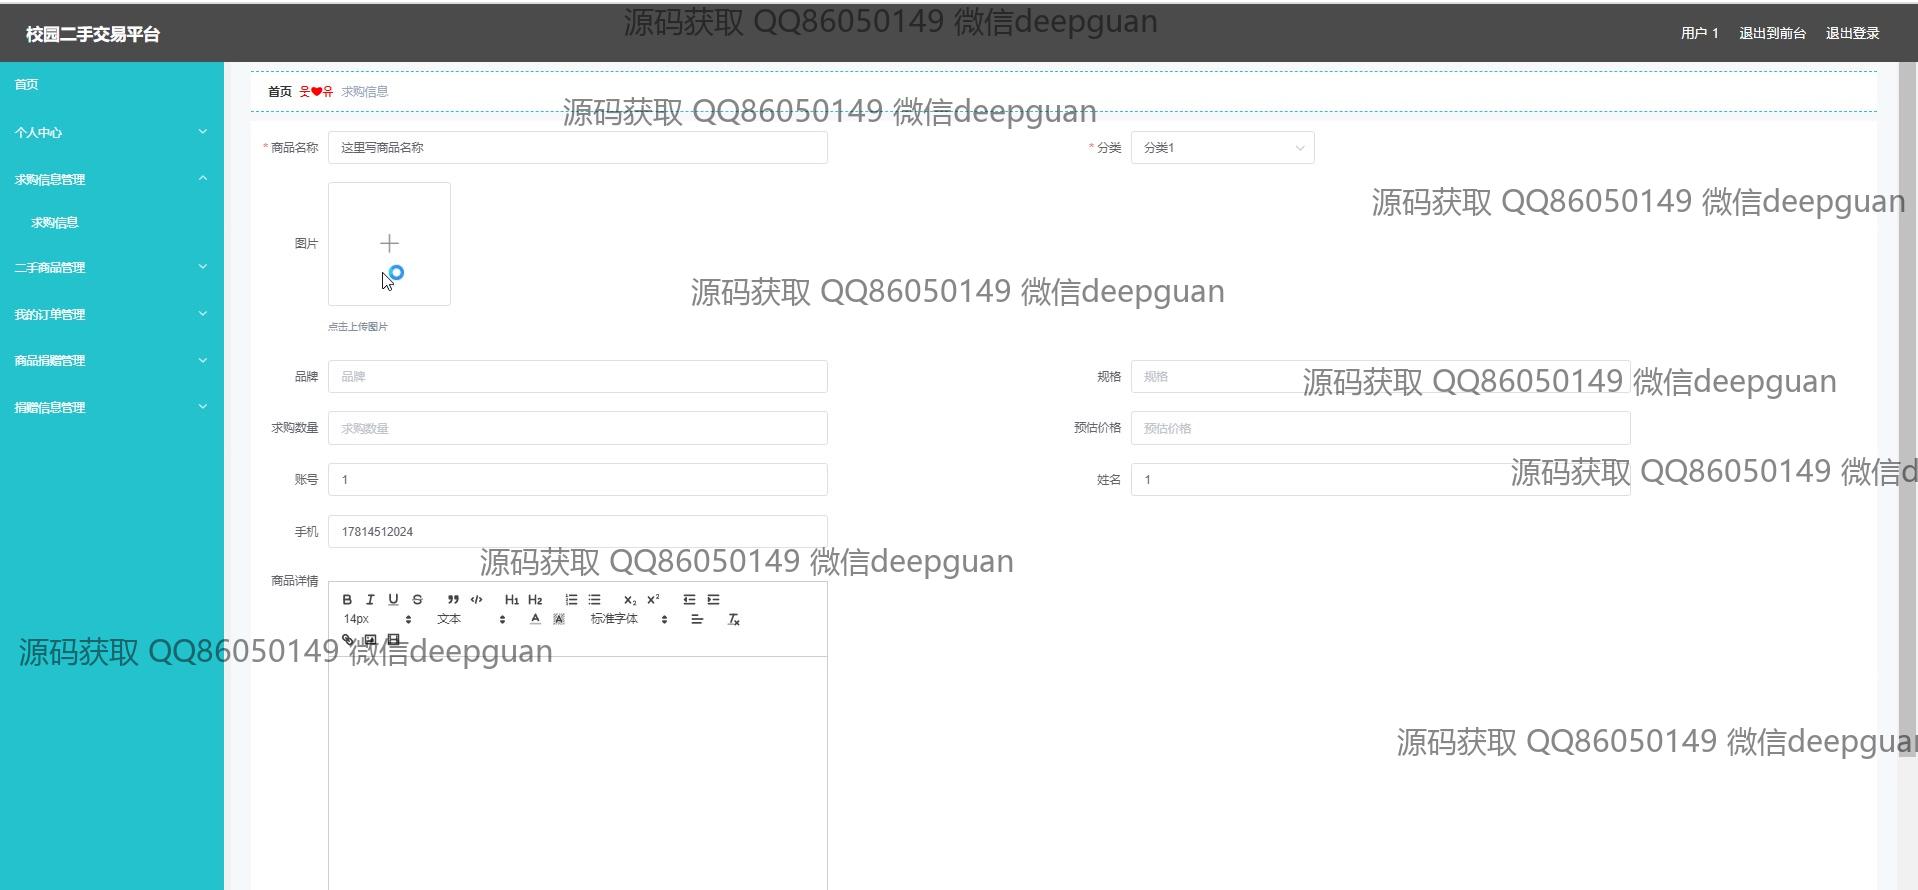 源码获取 QQ86050149 微信deepguan
校园二手交易平台
用户 1 退出到前台 退出登录
首页
个人中心
求购信息管理
求购信息
二手商品管理
我的订单管理
商品捐赠管理
捐赠信息管理
首页 웃❤유 求购信息
源码获取 QQ86050149 微信deepguan
* 商品名称 这里写商品名称
* 分类 分类1
源码获取 QQ86050149 微信deepguan
图片
源码获取 QQ86050149 微信deepguan
点击上传图片
品牌 品牌
规格 规格
源码获取 QQ86050149 微信deepguan
求购数量 求购数量
预估价格 预估价格
账号 1
姓名 1
源码获取 QQ86050149 微信d
手机 17814512024
源码获取 QQ86050149 微信deepguan
商品详情
B I U S ” </> H1 H2 X₂ X²
14px 文本 A A 标准字体 Tx
源码获取 QQ86050149 微信deepguan
源码获取 QQ86050149 微信deepguan